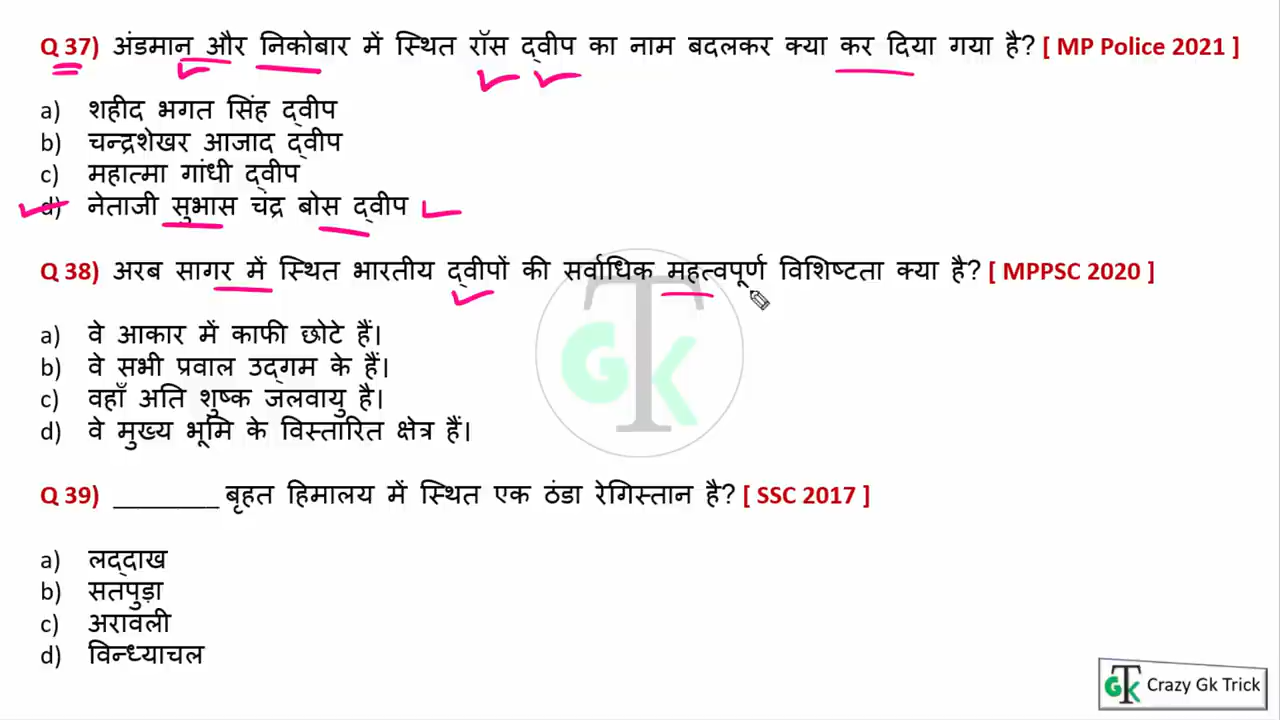 Q 37) अंडमान और निकोबार में स्थित रॉस द्वीप का नाम बदलकर क्या कर दिया गया है? [ MP Police 2021 ]
a) शहीद भगत सिंह द्वीप
b) चन्द्रशेखर आजाद द्वीप
c) महात्मा गांधी द्वीप
d) नेताजी सुभास चंद्र बोस द्वीप
Q 38) अरब सागर में स्थित भारतीय द्वीपों की सर्वाधिक महत्वपूर्ण विशिष्टता क्या है? [ MPPSC 2020 ]
a) वे आकार में काफी छोटे हैं।
b) वे सभी प्रवाल उद्गम के हैं।
c) वहाँ अति शुष्क जलवायु है।
d) वे मुख्य भूमि के विस्तारित क्षेत्र हैं।
Q 39) ________ बृहत हिमालय में स्थित एक ठंडा रेगिस्तान है? [ SSC 2017 ]
a) लद्दाख
b) सतपुड़ा
c) अरावली
d) विन्ध्याचल
GTK
GTK Crazy Gk Trick